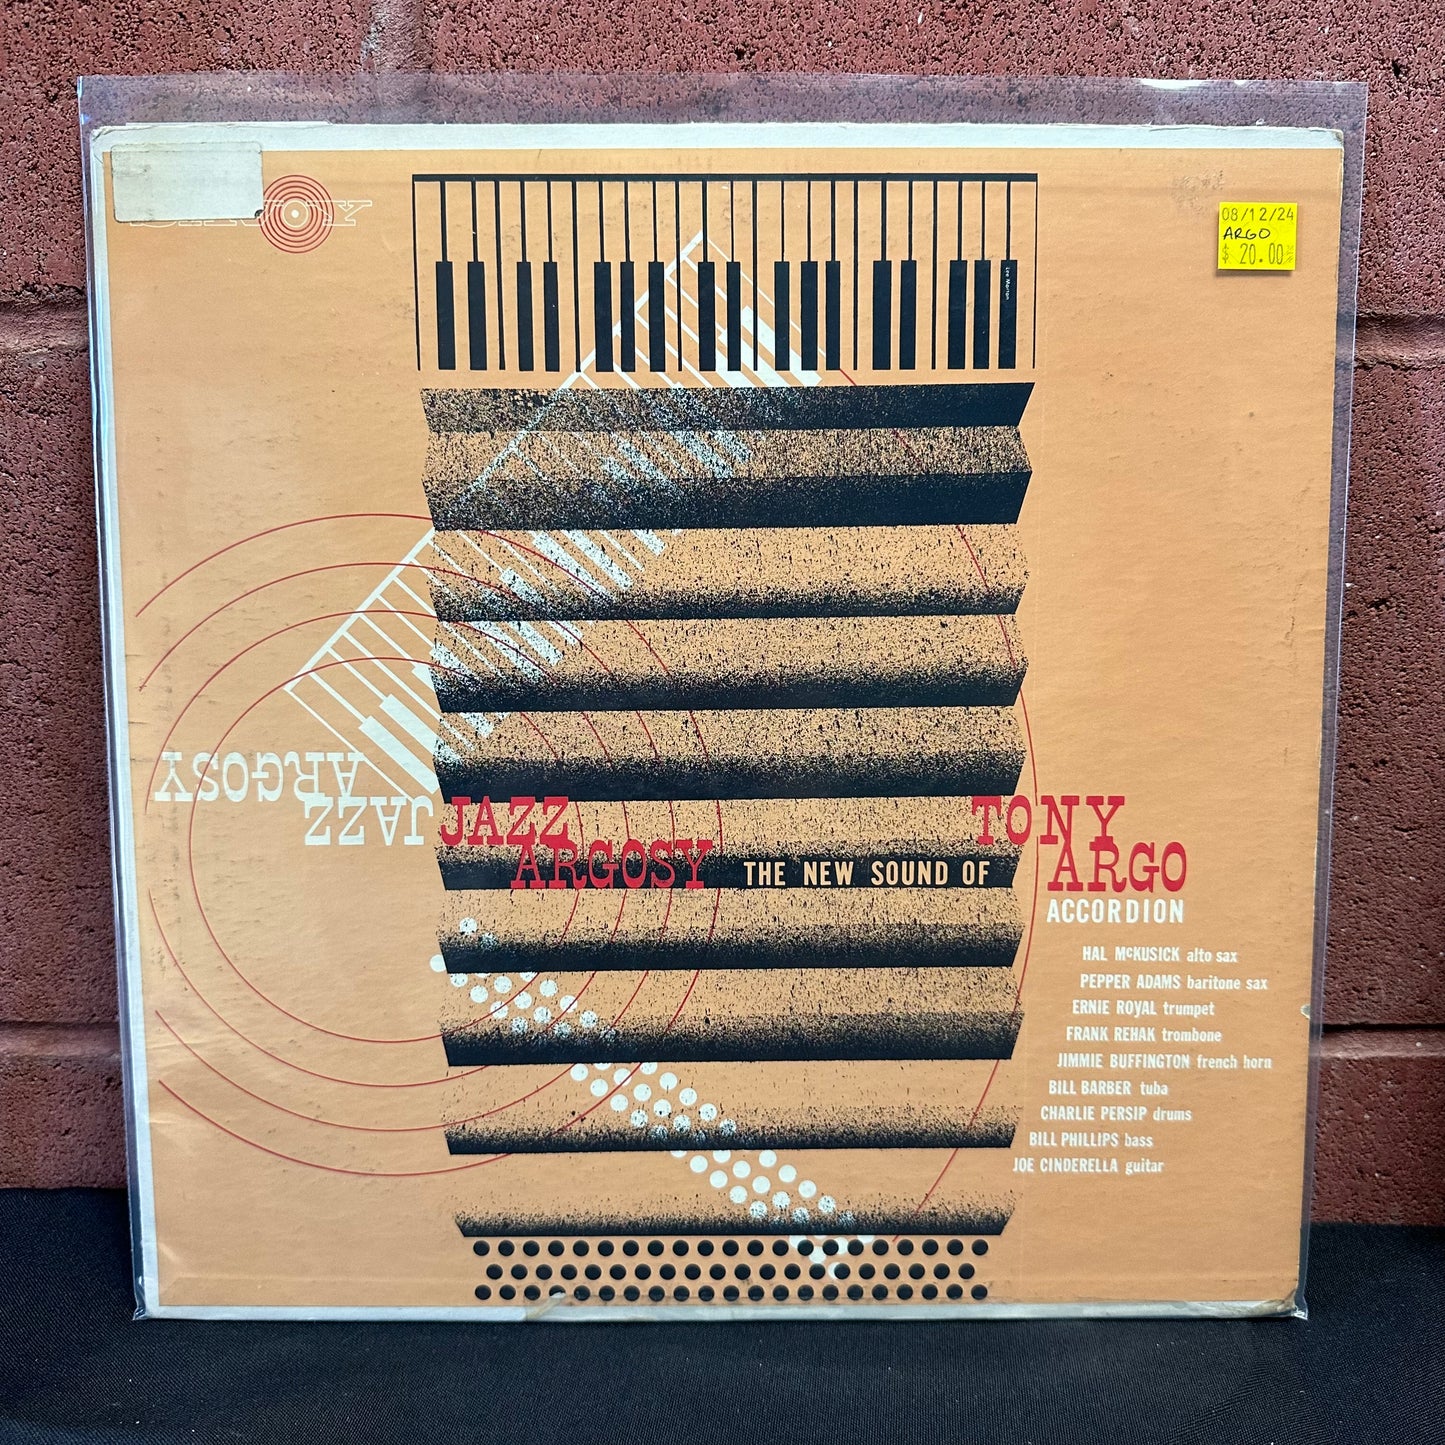 08/12/24
ARGO
$ 20.00
Lee Myles
JAZZ
ARGOSY
JAZZ
ARGOSY
THE NEW SOUND OF
TONY
ARGO
ACCORDION
HAL McKUSICK alto sax
PEPPER ADAMS baritone sax
ERNIE ROYAL trumpet
FRANK REHAK trombone
JIMMIE BUFFINGTON french horn
BILL BARBER tuba
CHARLIE PERSIP drums
BILL PHILLIPS bass
JOE CINDERELLA guitar